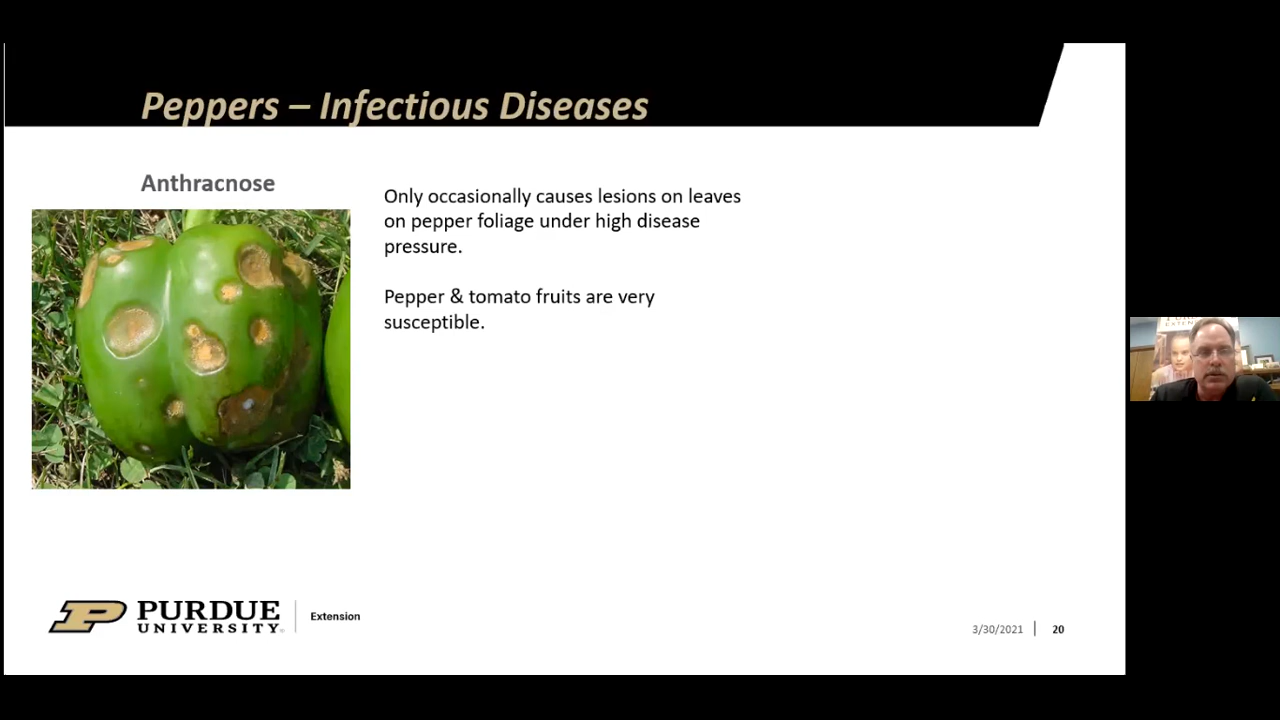 Peppers – Infectious Diseases
Anthracnose
Only occasionally causes lesions on leaves
on pepper foliage under high disease
pressure.
Pepper & tomato fruits are very
susceptible.
PURDUE
UNIVERSITY
Extension
3/30/2021
20